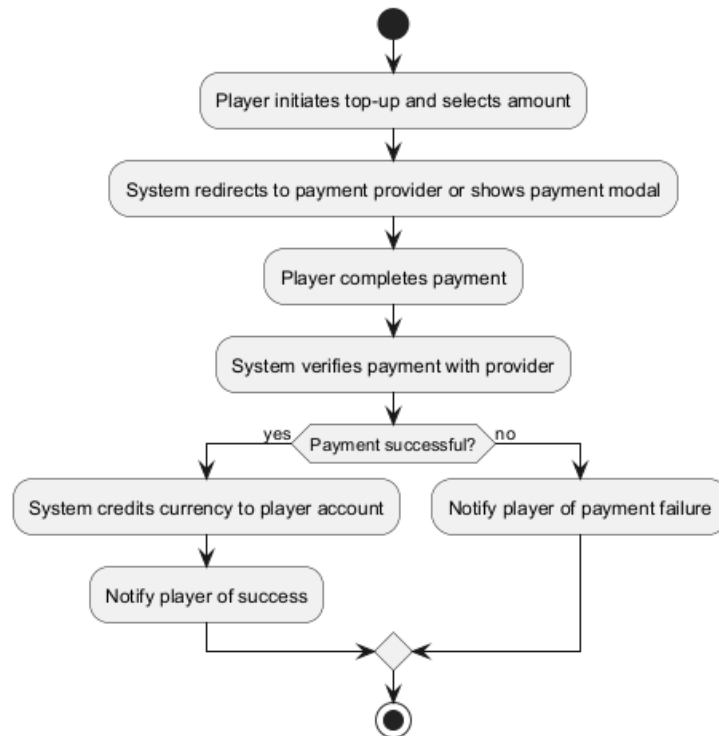 Player initiates top-up and selects amount
System redirects to payment provider or shows payment modal
Player completes payment
System verifies payment with provider
yes
Payment successful?
no
System credits currency to player account
Notify player of payment failure
Notify player of success